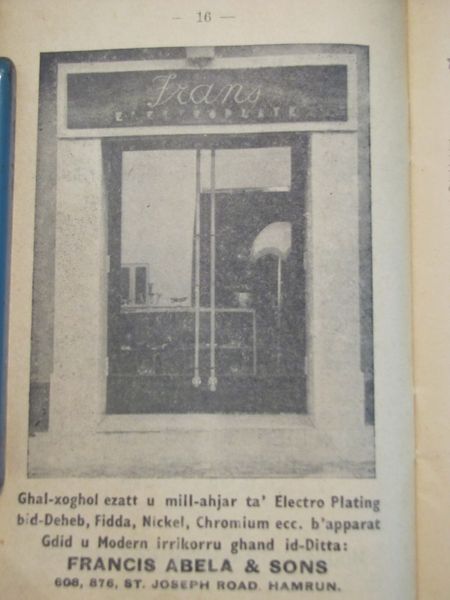 - 16 -
Frans
ELECTROPLATE
Ghal-xoghol ezatt u mill-ahjar ta' Electro Plating
bid-Deheb, Fidda, Nickel, Chromium ecc. b'apparat
Gdid u Modern irrikorru ghand id-Ditta:
FRANCIS ABELA & SONS
608, 876, ST. JOSEPH ROAD, HAMRUN.